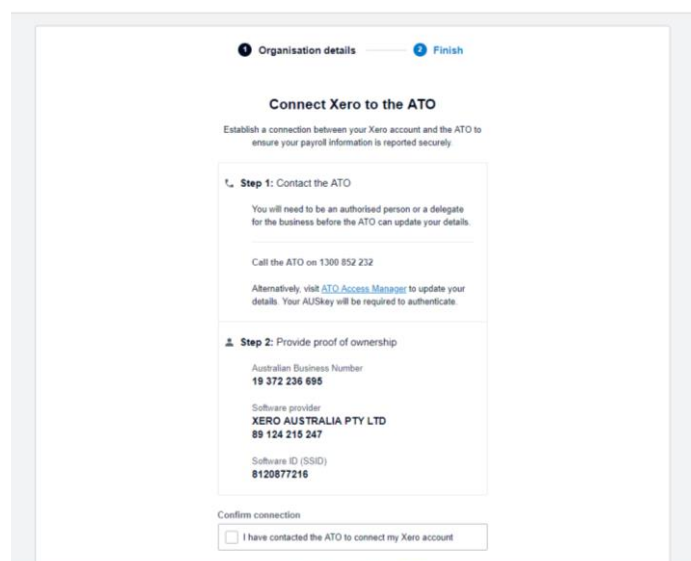 1 Organisation details 2 Finish
Connect Xero to the ATO
Establish a connection between your Xero account and the ATO to
ensure your payroll information is reported securely.
Step 1: Contact the ATO
You will need to be an authorised person or a delegate
for the business before the ATO can update your details.
Call the ATO on 1300 852 232
Alternatively, visit ATO Access Manager to update your
details. Your AUSkey will be required to authenticate.
Step 2: Provide proof of ownership
Australian Business Number
19 372 236 695
Software provider
XERO AUSTRALIA PTY LTD
89 124 215 247
Software ID (SSID)
8120877216
Confirm connection
I have contacted the ATO to connect my Xero account